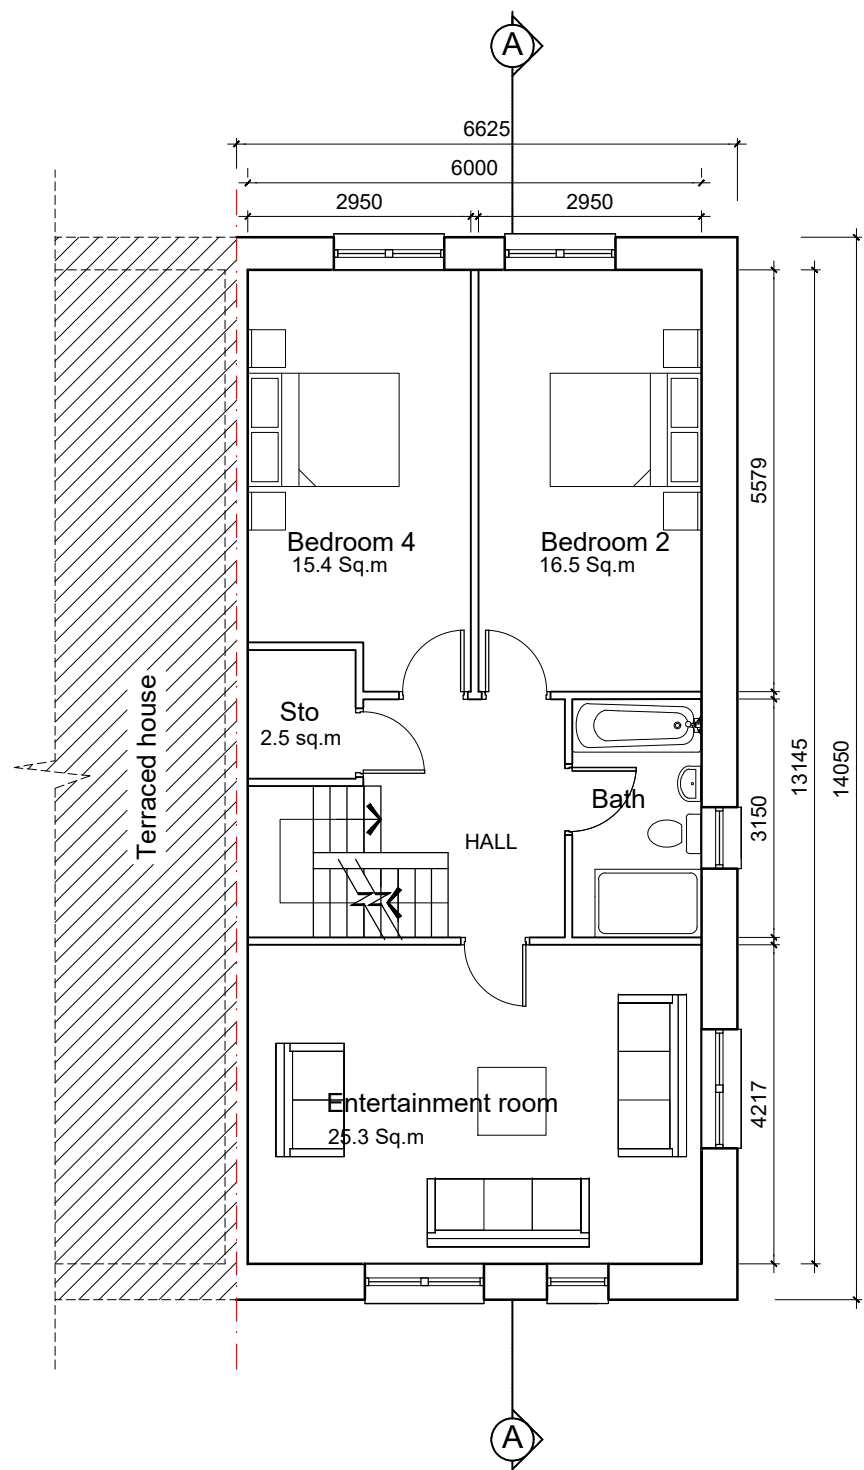 A
6625
6000
2950
2950
Bedroom 4
15.4 Sq.m
Bedroom 2
16.5 Sq.m
5579
Terraced house
Sto
2.5 sq.m
HALL
Bath
3150
13145
14050
Entertainment room
25.3 Sq.m
4217
A